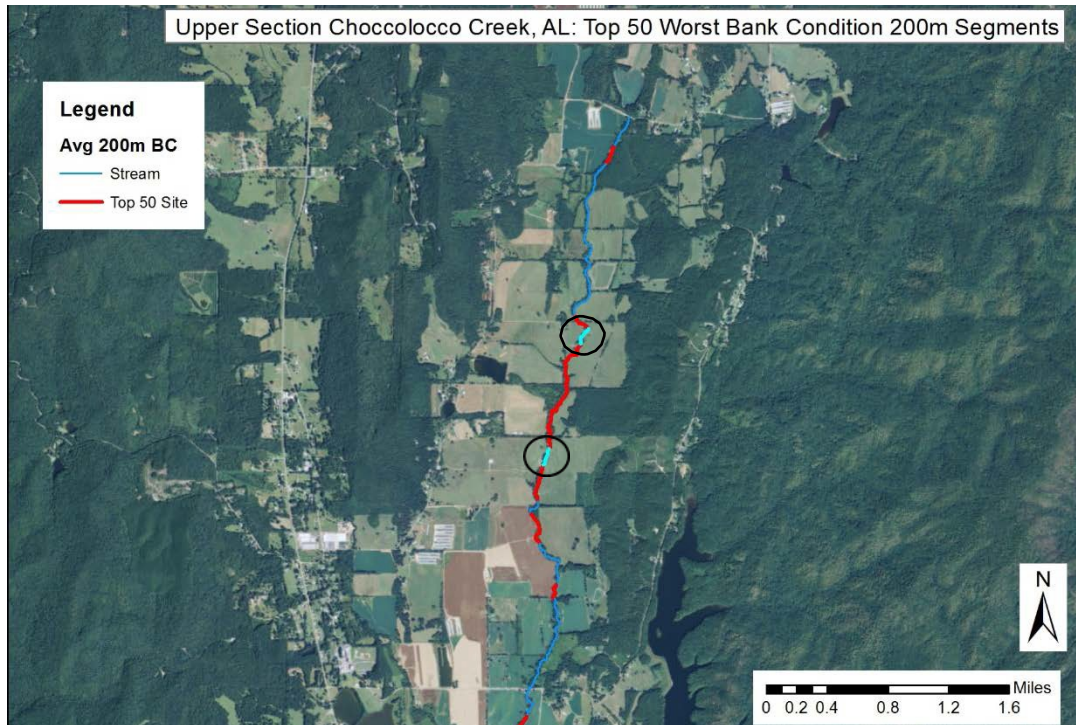 Upper Section Choccolocco Creek, AL: Top 50 Worst Bank Condition 200m Segments
Legend
Avg 200m BC
Stream
Top 50 Site
N
Miles
0 0.2 0.4 0.8 1.2 1.6